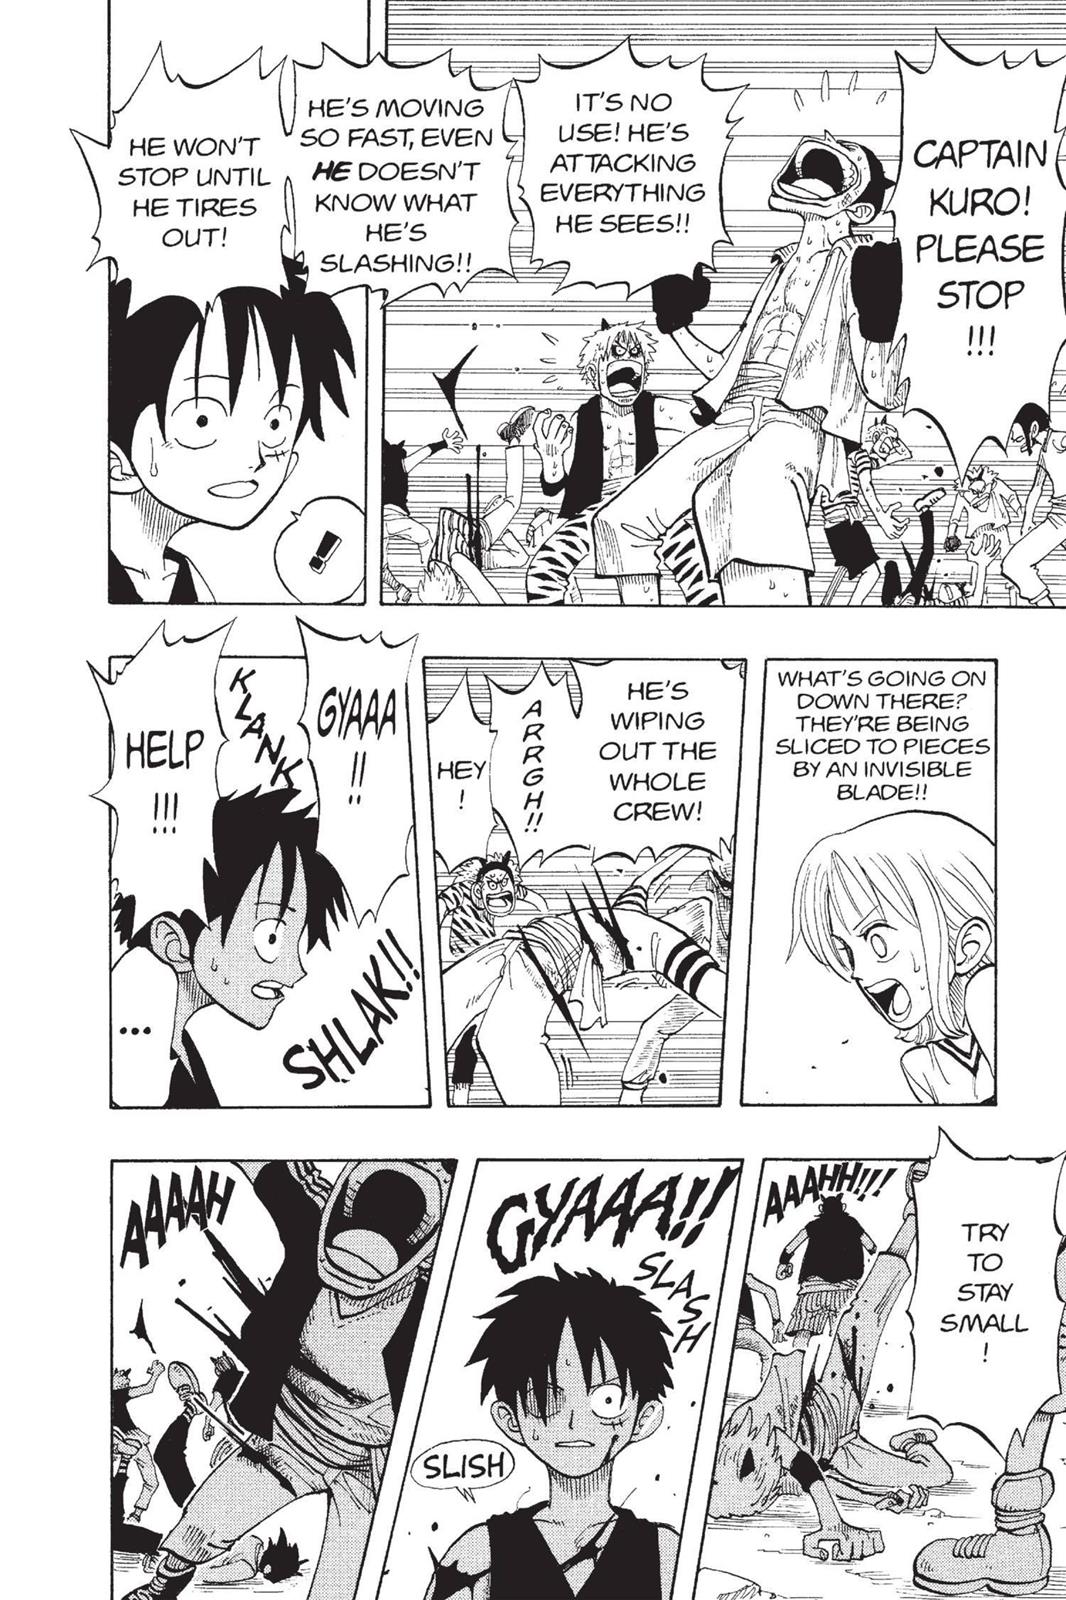 CAPTAIN
KURO!
PLEASE
STOP
!!!
IT'S NO
USE! HE'S
ATTACKING
EVERYTHING
HE SEES!!
HE'S MOVING
SO FAST, EVEN
HE DOESN'T
KNOW WHAT
HE'S
SLASHING!!
HE WON'T
STOP UNTIL
HE TIRES
OUT!
!
WHAT'S GOING ON
DOWN THERE?
THEY'RE BEING
SLICED TO PIECES
BY AN INVISIBLE
BLADE!!
HE'S
WIPING
OUT THE
WHOLE
CREW!
ARRGH!!
HEY
!
GYAAA
!!
KLANK
HELP
!!!
SHLAK!!
...
TRY
TO
STAY
SMALL
!
AAAHH!!!
GYAAA!!
SLASH
SLISH
AAAAH